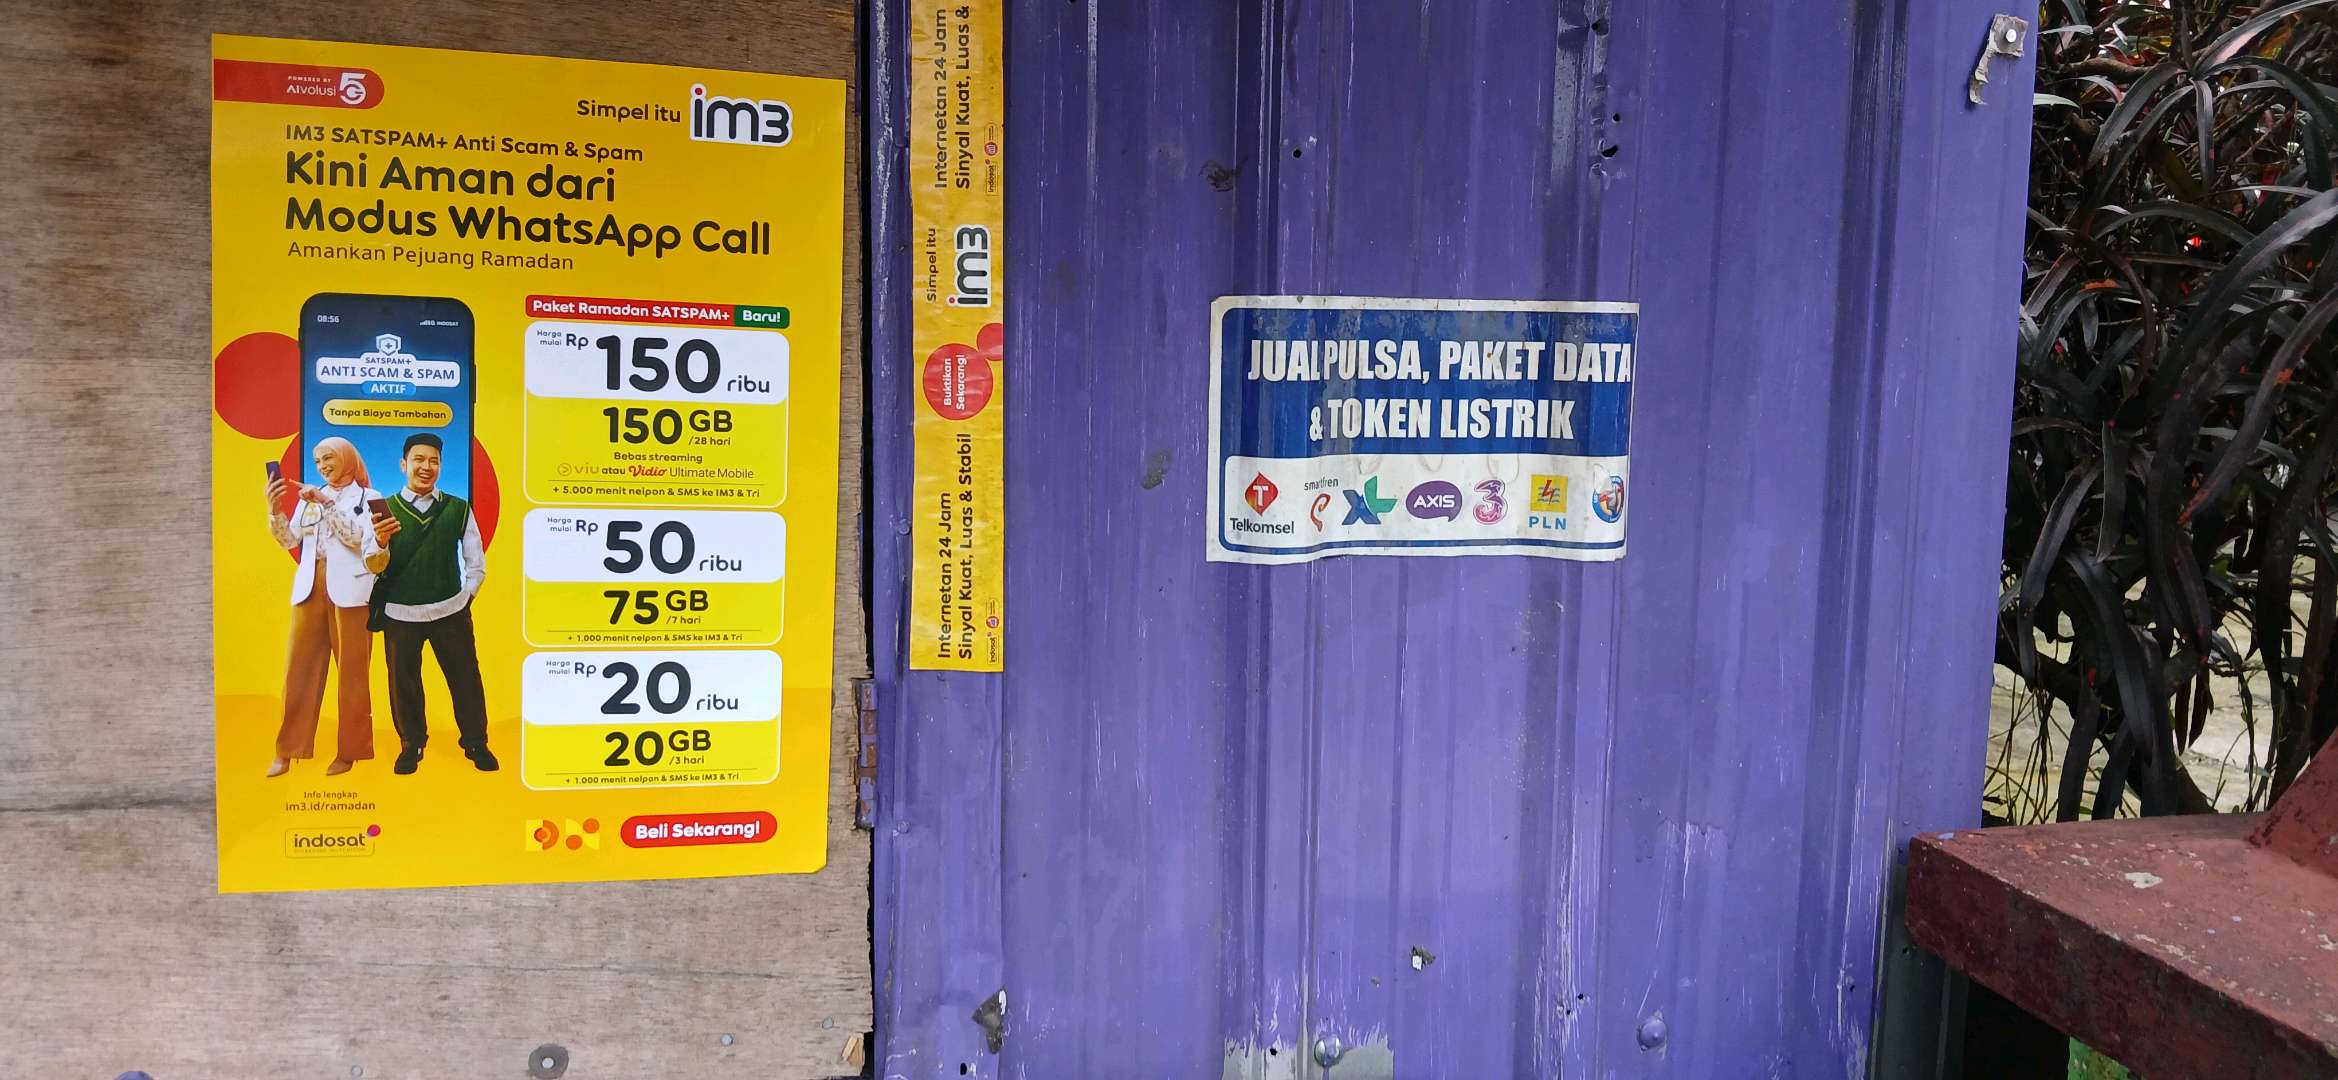 POWERED BY
AIvolusi 5G
Simpel itu im3
IM3 SATSPAM+ Anti Scam & Spam
Kini Aman dari
Modus WhatsApp Call
Amankan Pejuang Ramadan
08:56
INDOSAT
SATSPAM+
ANTI SCAM & SPAM
AKTIF
Tanpa Biaya Tambahan
Paket Ramadan SATSPAM+ Baru!
Harga mulai Rp 150 ribu
150 GB /28 hari
Bebas streaming
viu atau Vidio Ultimate Mobile
+ 5.000 menit nelpon & SMS ke IM3 & Tri
Harga mulai Rp 50 ribu
75 GB /7 hari
+ 1.000 menit nelpon & SMS ke IM3 & Tri
Harga mulai Rp 20 ribu
20 GB /3 hari
+ 1.000 menit nelpon & SMS ke IM3 & Tri
Info lengkap
im3.id/ramadan
indosat
Beli Sekarang!
Internetan 24 Jam
Sinyal Kuat, Luas &
indosat
Simpel itu
im3
Buktikan
Sekarang!
Internetan 24 Jam
Sinyal Kuat, Luas & Stabil
indosat
JUAL PULSA, PAKET DATA
& TOKEN LISTRIK
Telkomsel
smartfren
XL
AXIS
3
PLN